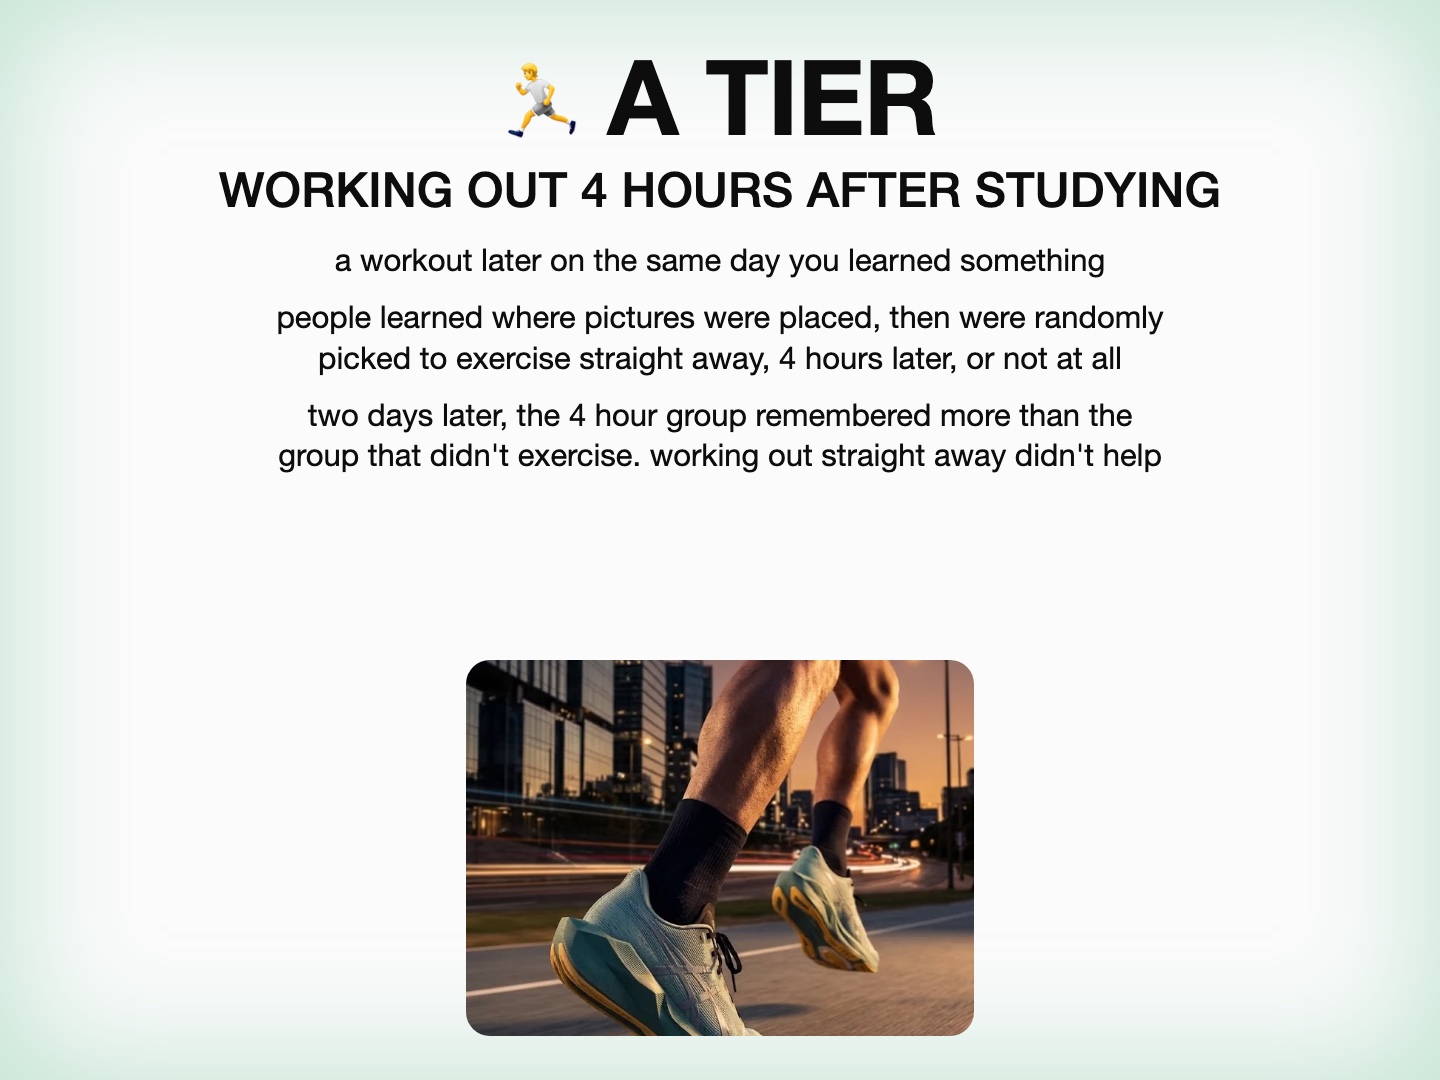 🏃 A TIER
WORKING OUT 4 HOURS AFTER STUDYING
a workout later on the same day you learned something
people learned where pictures were placed, then were randomly
picked to exercise straight away, 4 hours later, or not at all
two days later, the 4 hour group remembered more than the
group that didn't exercise. working out straight away didn't help